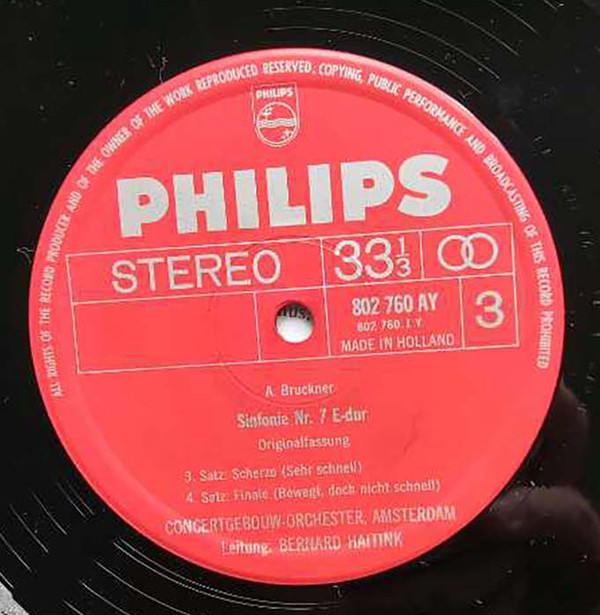 ALL RIGHTS OF THE RECORD PRODUCER AND OF THE OWNER OF THE WORK REPRODUCED RESERVED. COPYING, PUBLIC PERFORMANCE AND BROADCASTING OF THIS RECORD PROHIBITED
PHILIPS
PHILIPS
STEREO 33⅓
802 760 AY 3
802 760.1 Y
MADE IN HOLLAND
A. Bruckner
Sinfonie Nr. 7 E-dur
Originalfassung
3. Satz: Scherzo (Sehr schnell)
4. Satz: Finale (Bewegt, doch nicht schnell)
CONCERTGEBOUW-ORCHESTER, AMSTERDAM
Leitung: BERNARD HAITINK